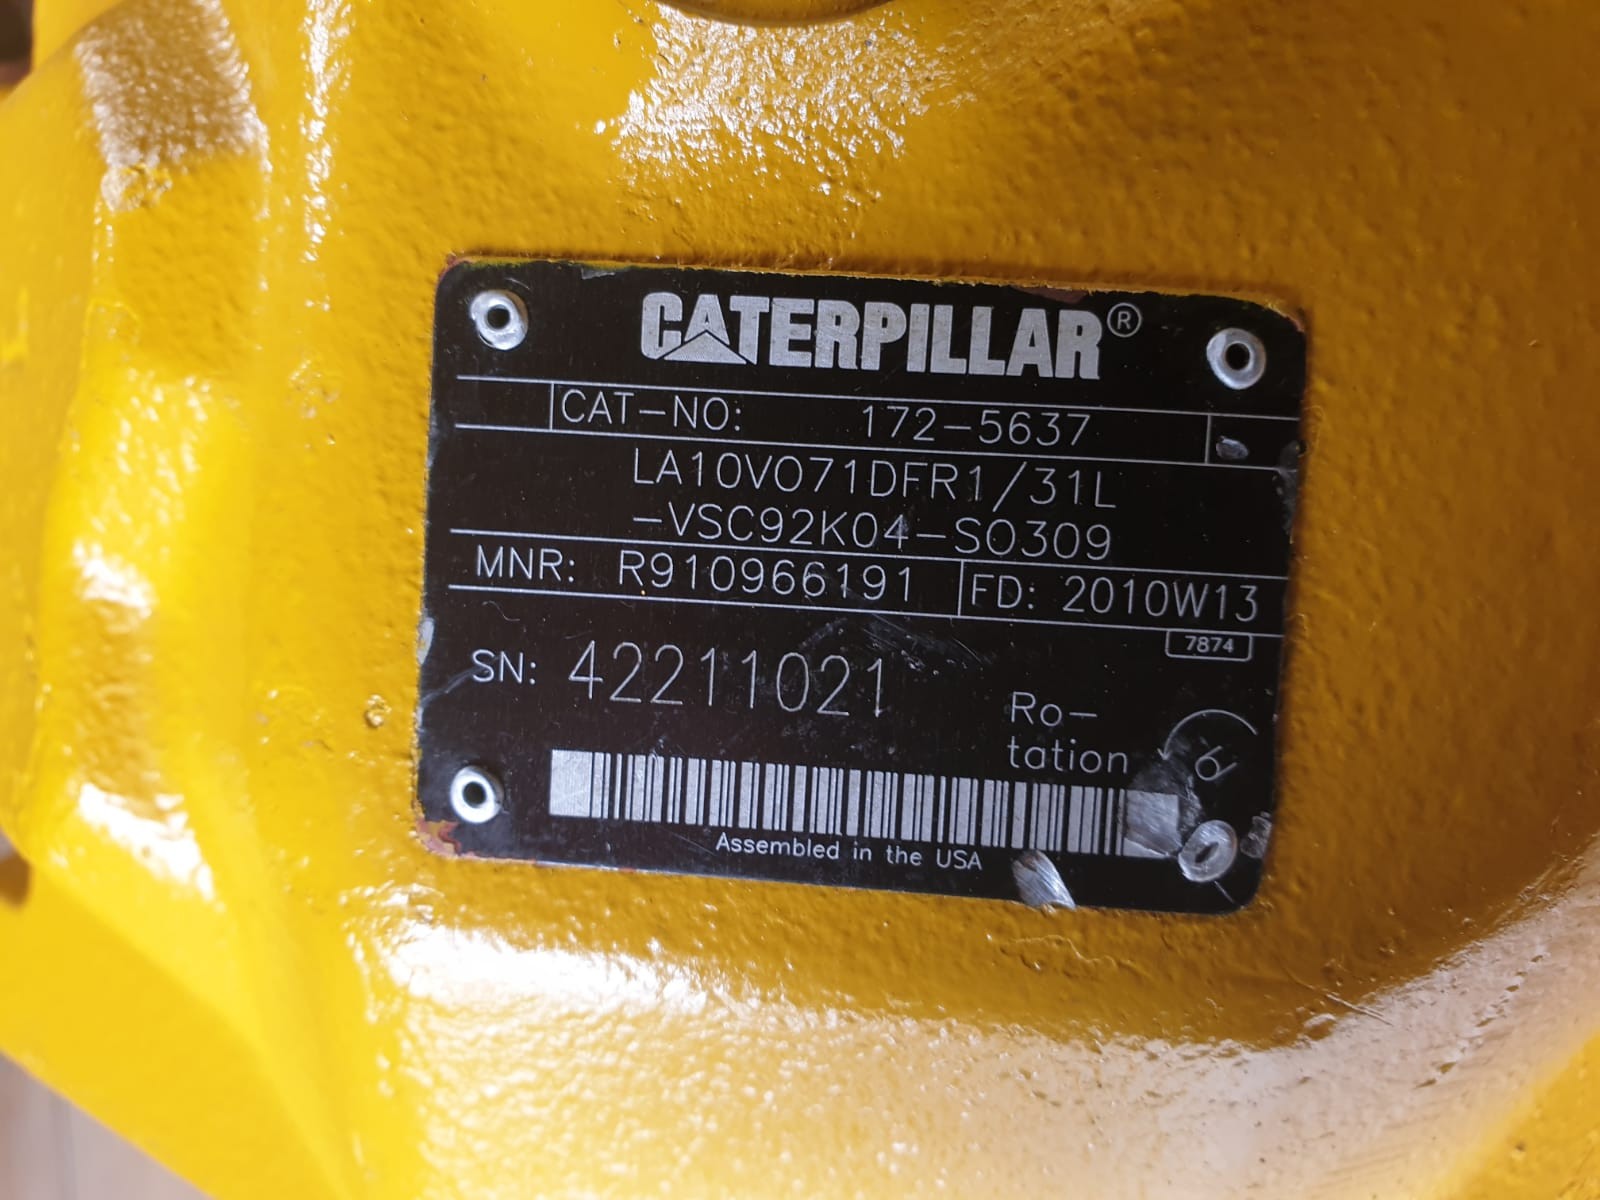 CATERPILLAR®
CAT-NO: 172-5637
LA10VO71DFR1/31L
-VSC92K04-SO309
MNR: R910966191 FD: 2010W13
7874
SN: 42211021
Ro-
tation
Assembled in the USA